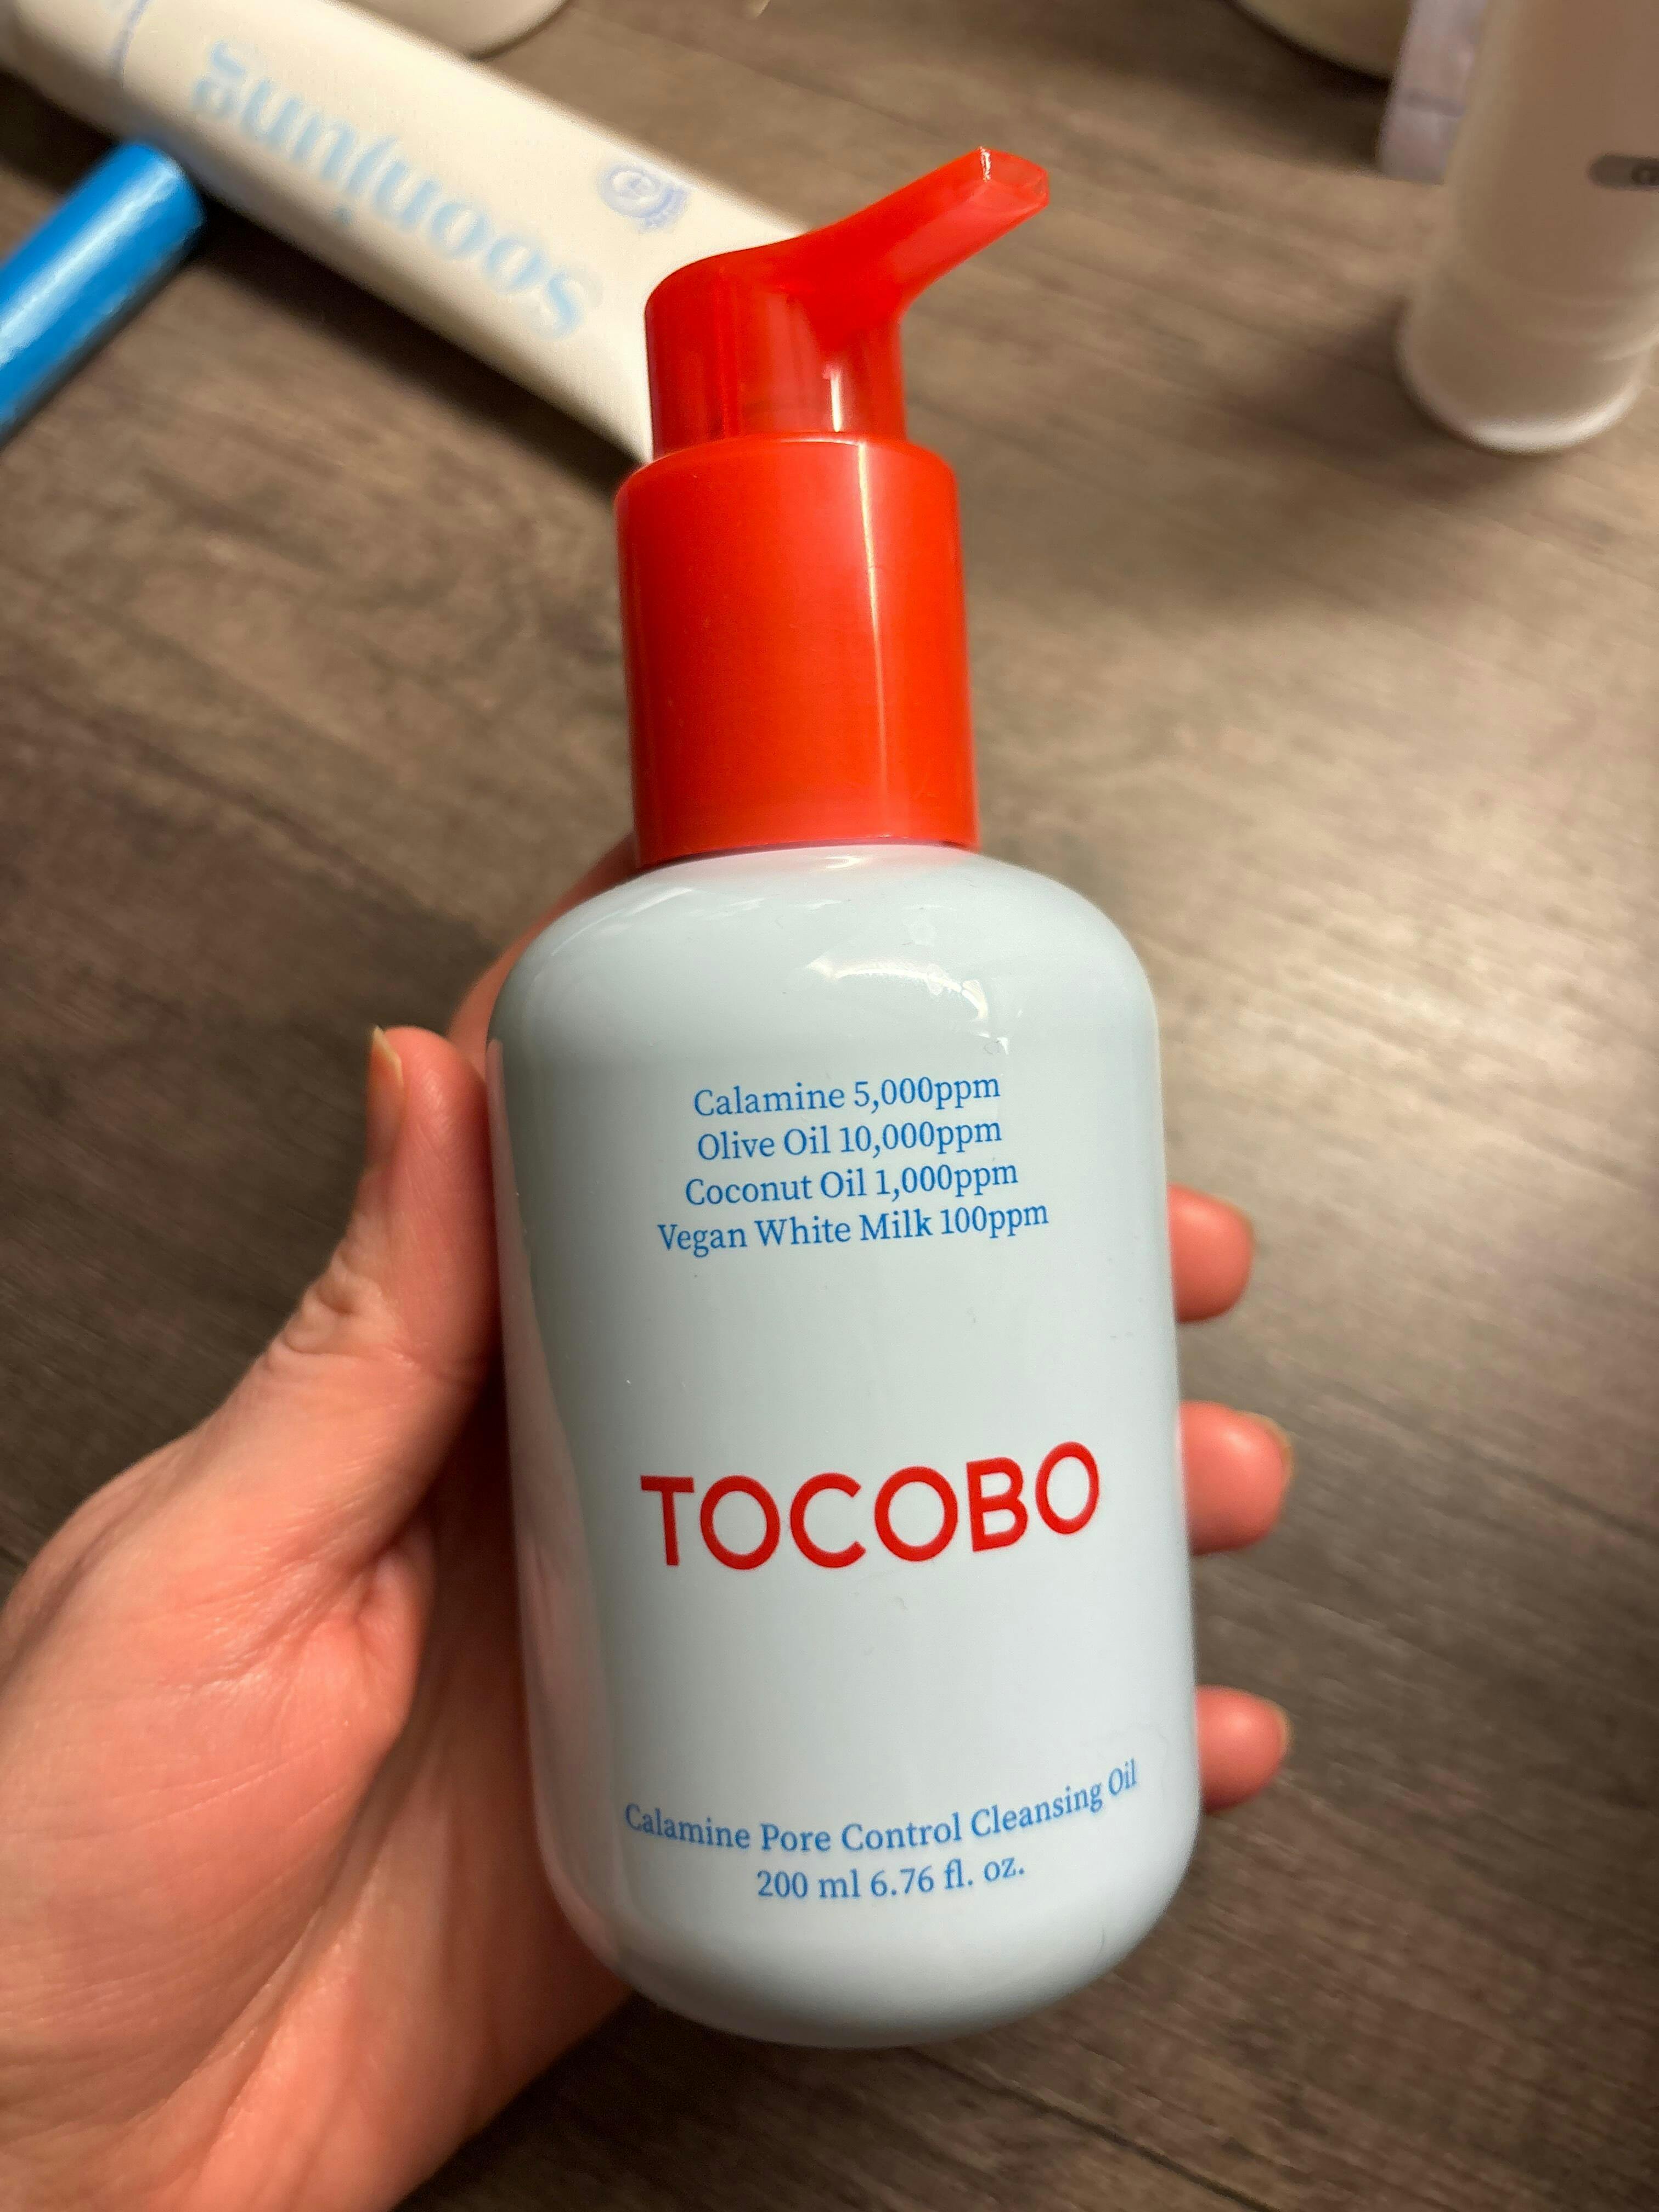 soonjung
Calamine 5,000ppm
Olive Oil 10,000ppm
Coconut Oil 1,000ppm
Vegan White Milk 100ppm
TOCOBO
Calamine Pore Control Cleansing Oil
200 ml 6.76 fl. oz.